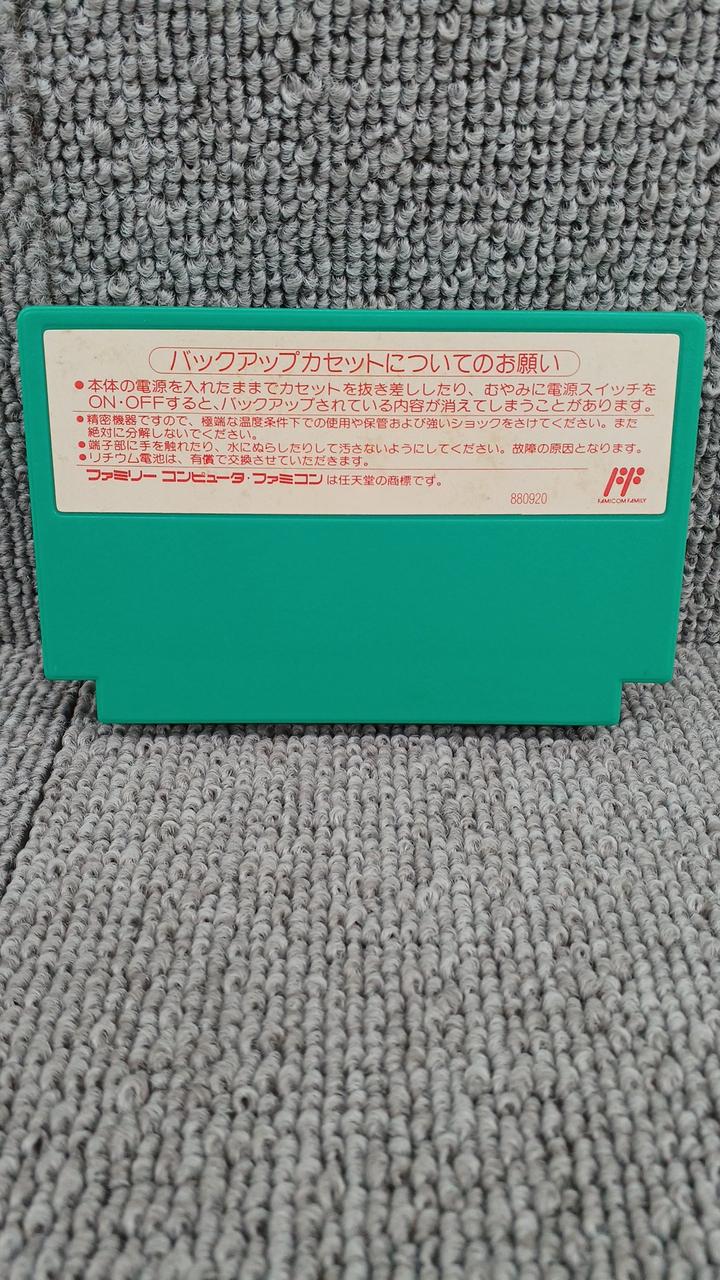 バックアップカセットについてのお願い
●本体の電源を入れたままでカセットを抜き差ししたり、むやみに電源スイッチを
ON・OFFすると、バックアップされている内容が消えてしまうことがあります。
●精密機器ですので、極端な温度条件下での使用や保管および強いショックをさけてください。また
絶対に分解しないでください。
●端子部に手を触れたり、水にぬらしたりして汚さないようにしてください。故障の原因となります。
●リチウム電池は、有償で交換させていただきます。
ファミリー コンピュータ・ファミコンは任天堂の商標です。
880920
FAMICOM FAMILY